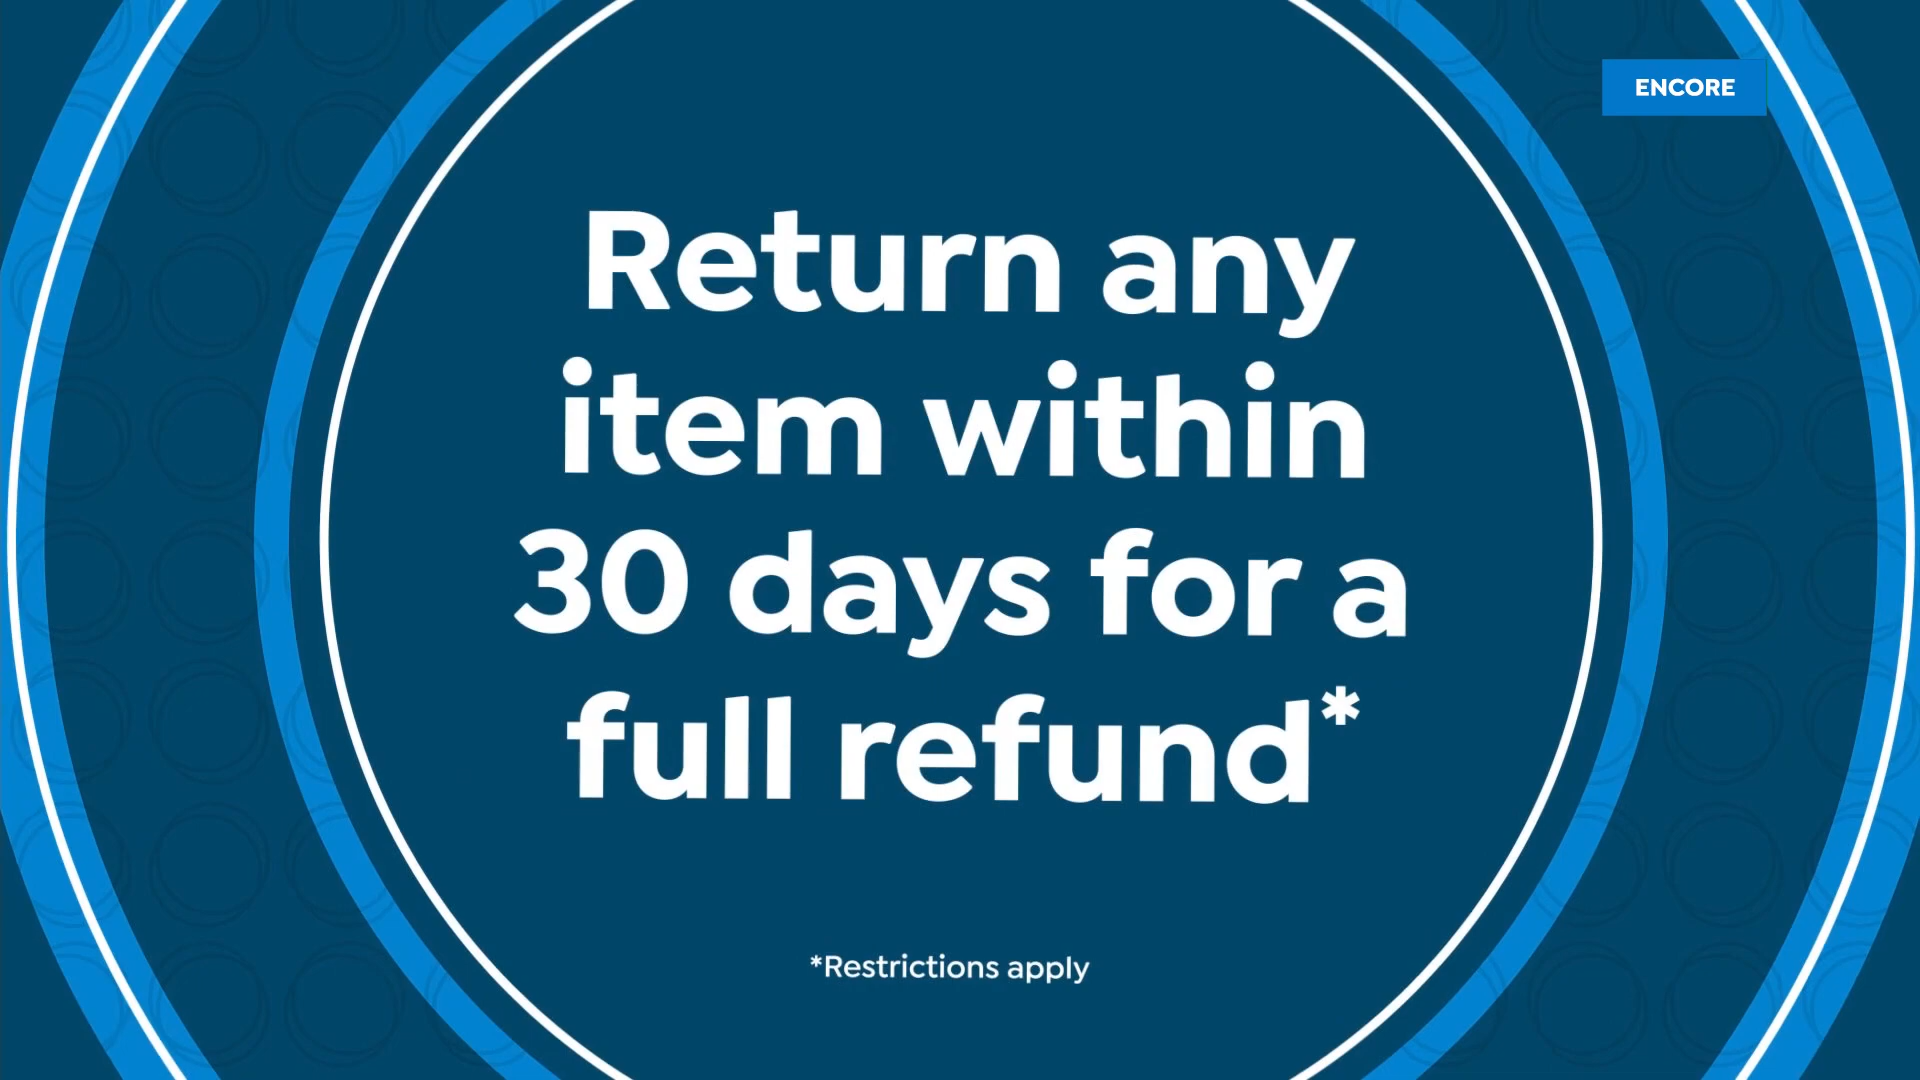 ENCORE
Return any
item within
30 days for a
full refund*
*Restrictions apply